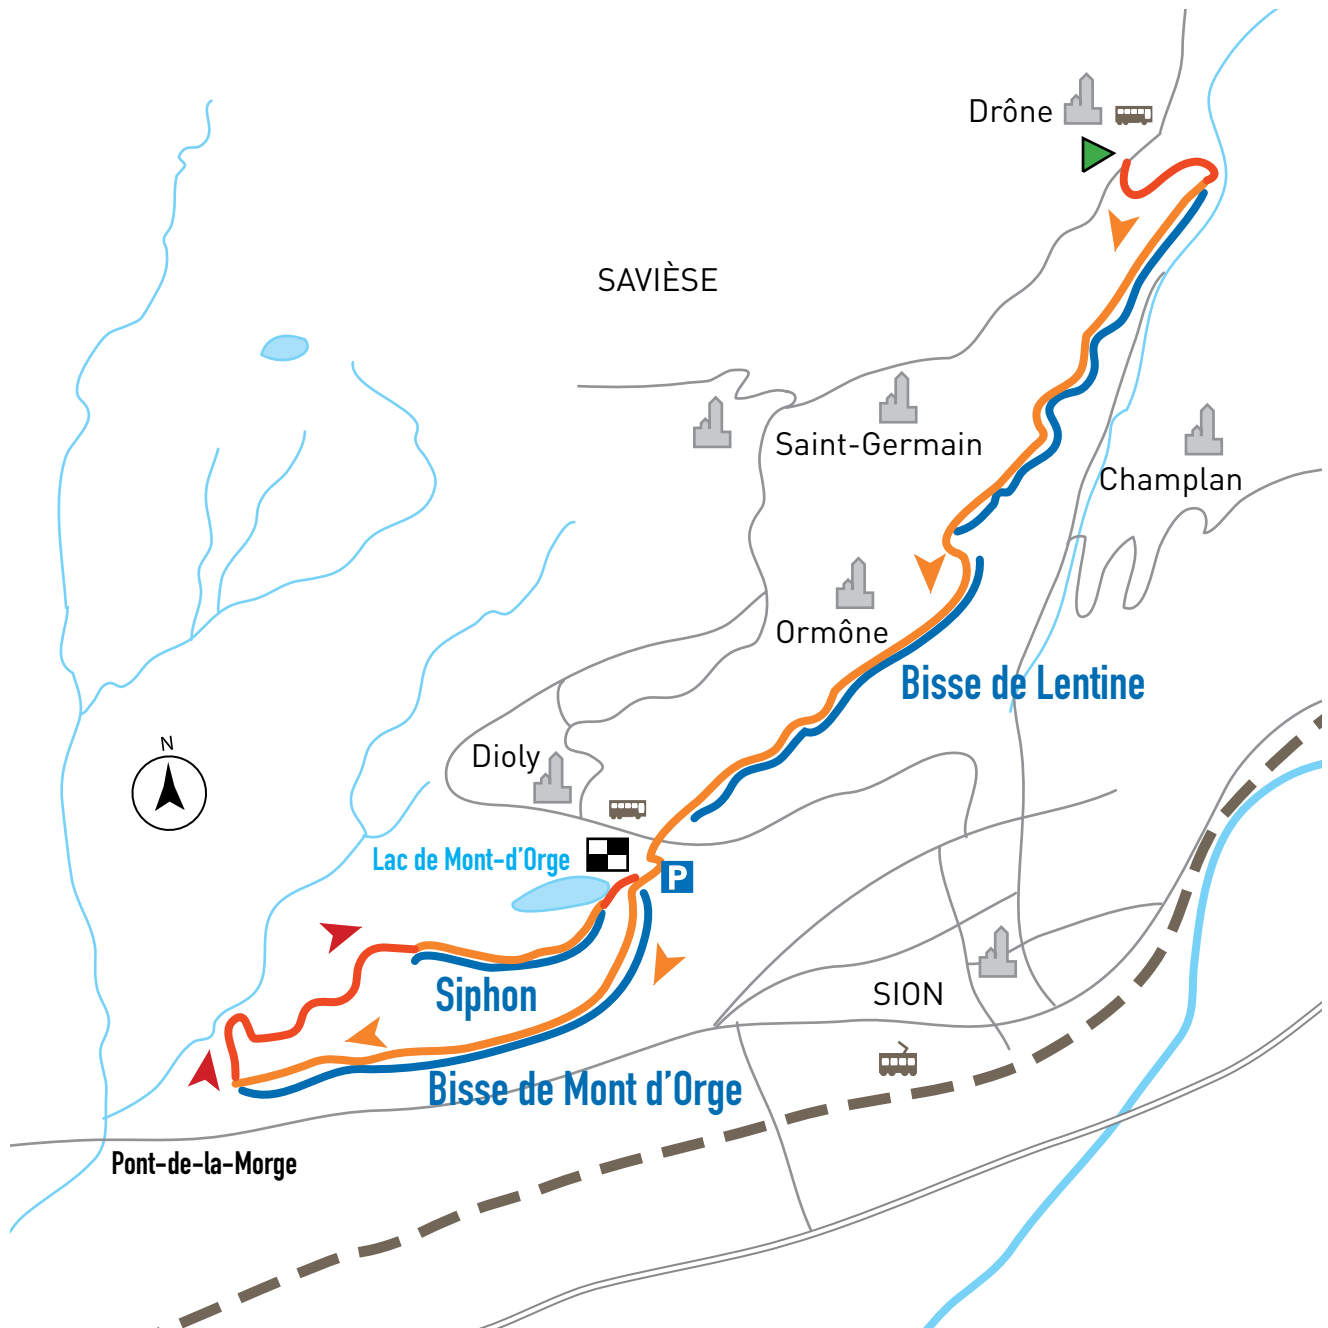 Drône
SAVIÈSE
Saint-Germain
Champlan
Ormône
Bisse de Lentine
N
Dioly
Lac de Mont-d'Orge
P
Siphon
SION
Bisse de Mont d'Orge
Pont-de-la-Morge